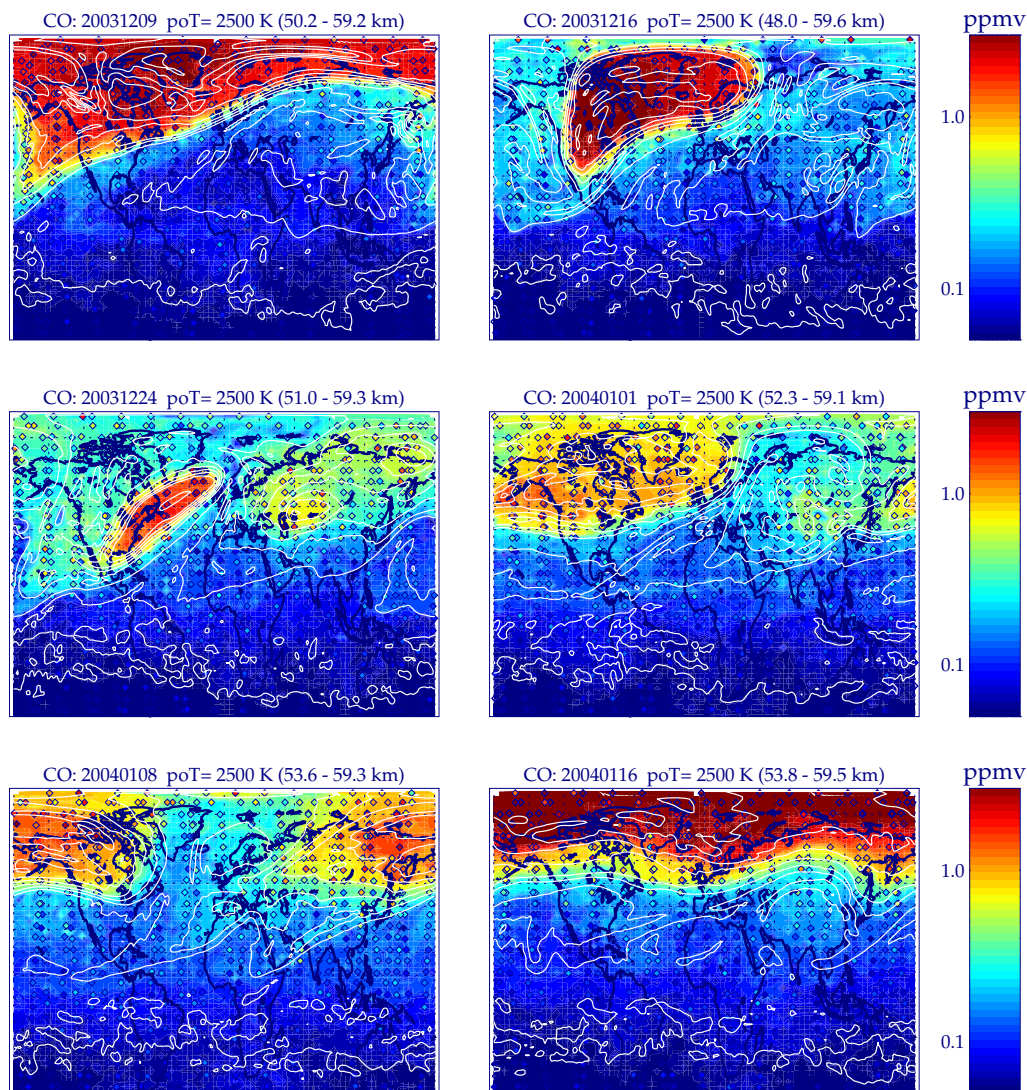 CO: 20031209 poT= 2500 K (50.2 - 59.2 km)
CO: 20031216 poT= 2500 K (48.0 - 59.6 km)
ppmv
1.0
0.1
CO: 20031224 poT= 2500 K (51.0 - 59.3 km)
CO: 20040101 poT= 2500 K (52.3 - 59.1 km)
ppmv
1.0
0.1
CO: 20040108 poT= 2500 K (53.6 - 59.3 km)
CO: 20040116 poT= 2500 K (53.8 - 59.5 km)
ppmv
1.0
0.1